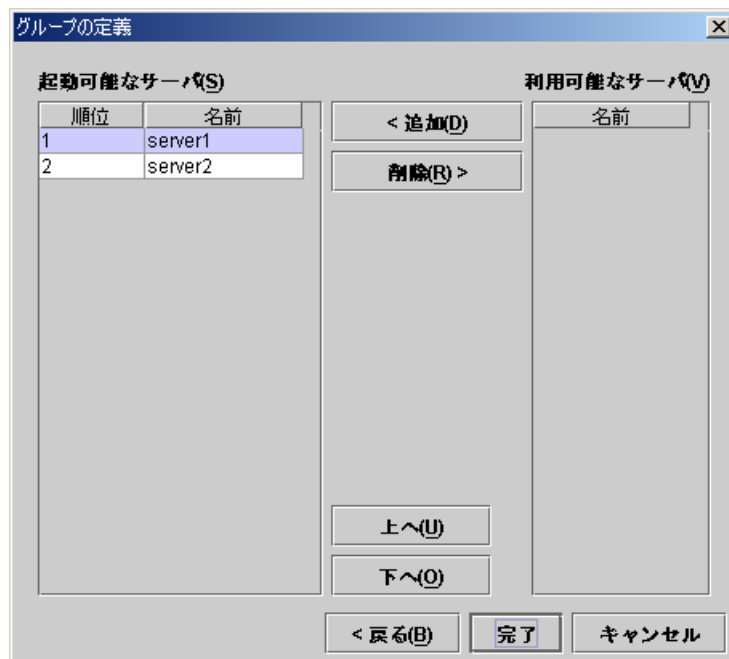 グループの定義
起動可能なサーバ(S)
利用可能なサーバ(V)
順位 名前
1 server1
2 server2
< 追加(D)
削除(R) >
名前
上へ(U)
下へ(O)
< 戻る(B)
完了
キャンセル